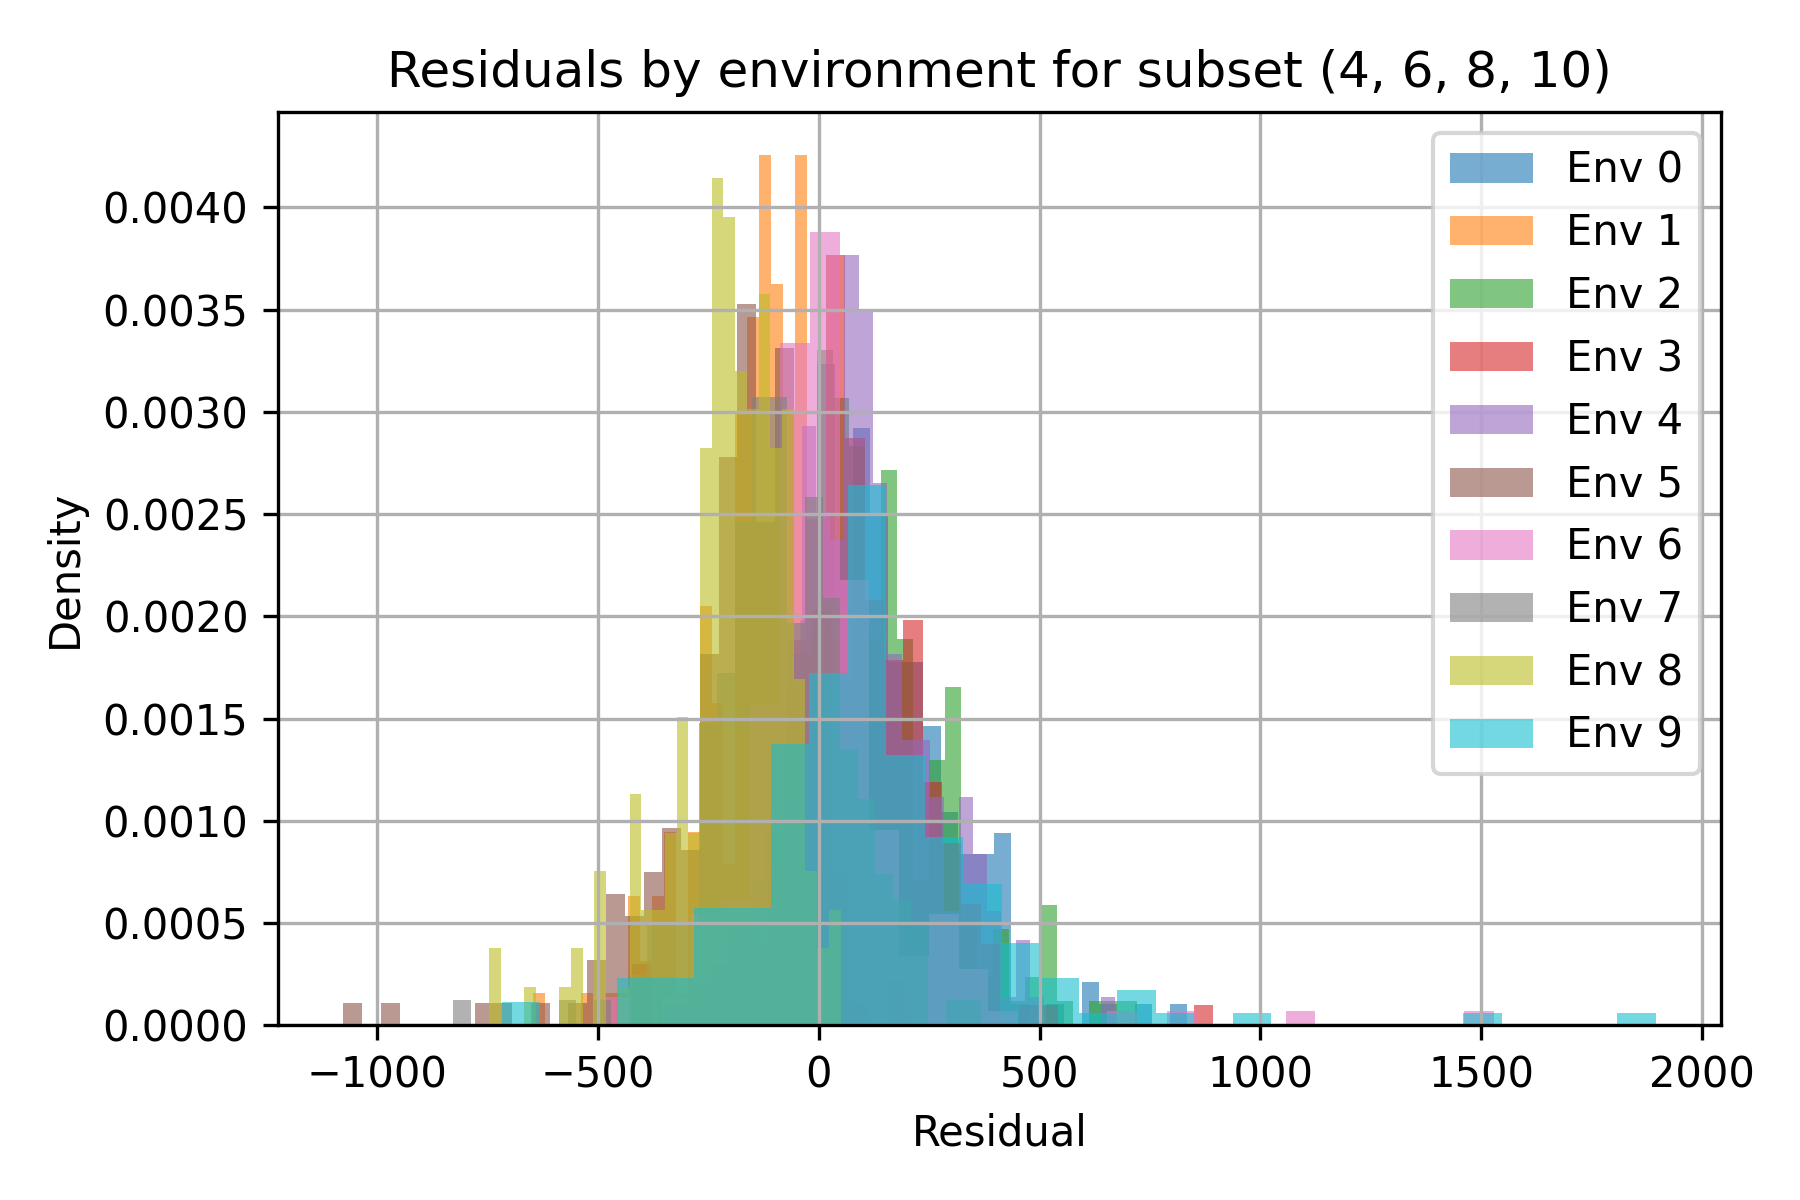 Residuals by environment for subset (4, 6, 8, 10)
Density
0.0040
0.0035
0.0030
0.0025
0.0020
0.0015
0.0010
0.0005
0.0000
−1000
−500
0
500
1000
1500
2000
Residual
Env 0
Env 1
Env 2
Env 3
Env 4
Env 5
Env 6
Env 7
Env 8
Env 9